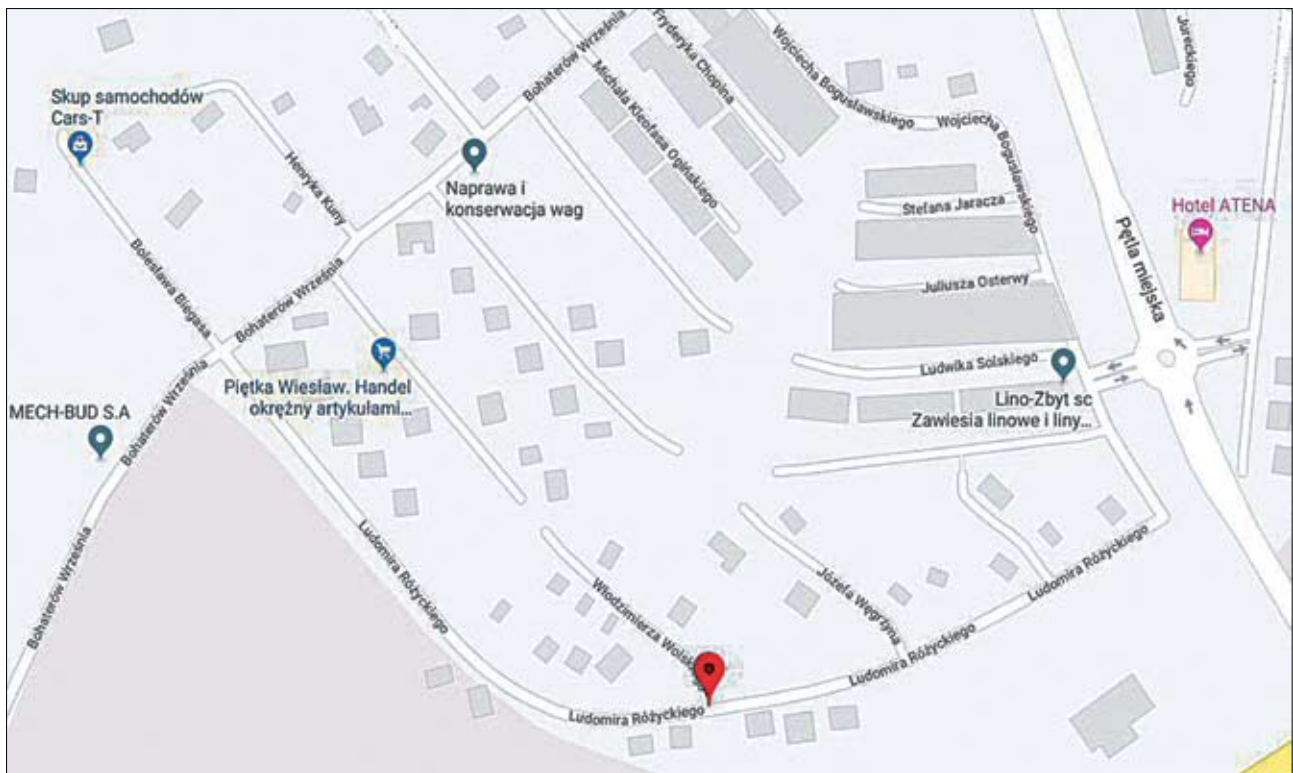 Skup samochodów
Cars-T
Henryka Kuny
Bohaterów Września
Michała Kleofasa Ogińskiego
Fryderyka Chopina
Wojciecha Bogusławskiego
Wojciecha Bogusławskiego
Jureckiego
Naprawa i
konserwacja wag
Stefana Jaracza
Hotel ATENA
Pętla miejska
Bolesława Biegasa
Bohaterów Września
Juliusza Osterwy
Ludwika Solskiego
Piętka Wiesław. Handel
okrężny artykułami...
Lino-Zbyt sc
Zawiesia linowe i liny...
MECH-BUD S.A
Bohaterów Września
Bohaterów Września
Ludomira Różyckiego
Włodzimierza
Józefa Węgrzyna
Ludomira Różyckiego
Ludomira Różyckiego
Ludomira Różyckiego